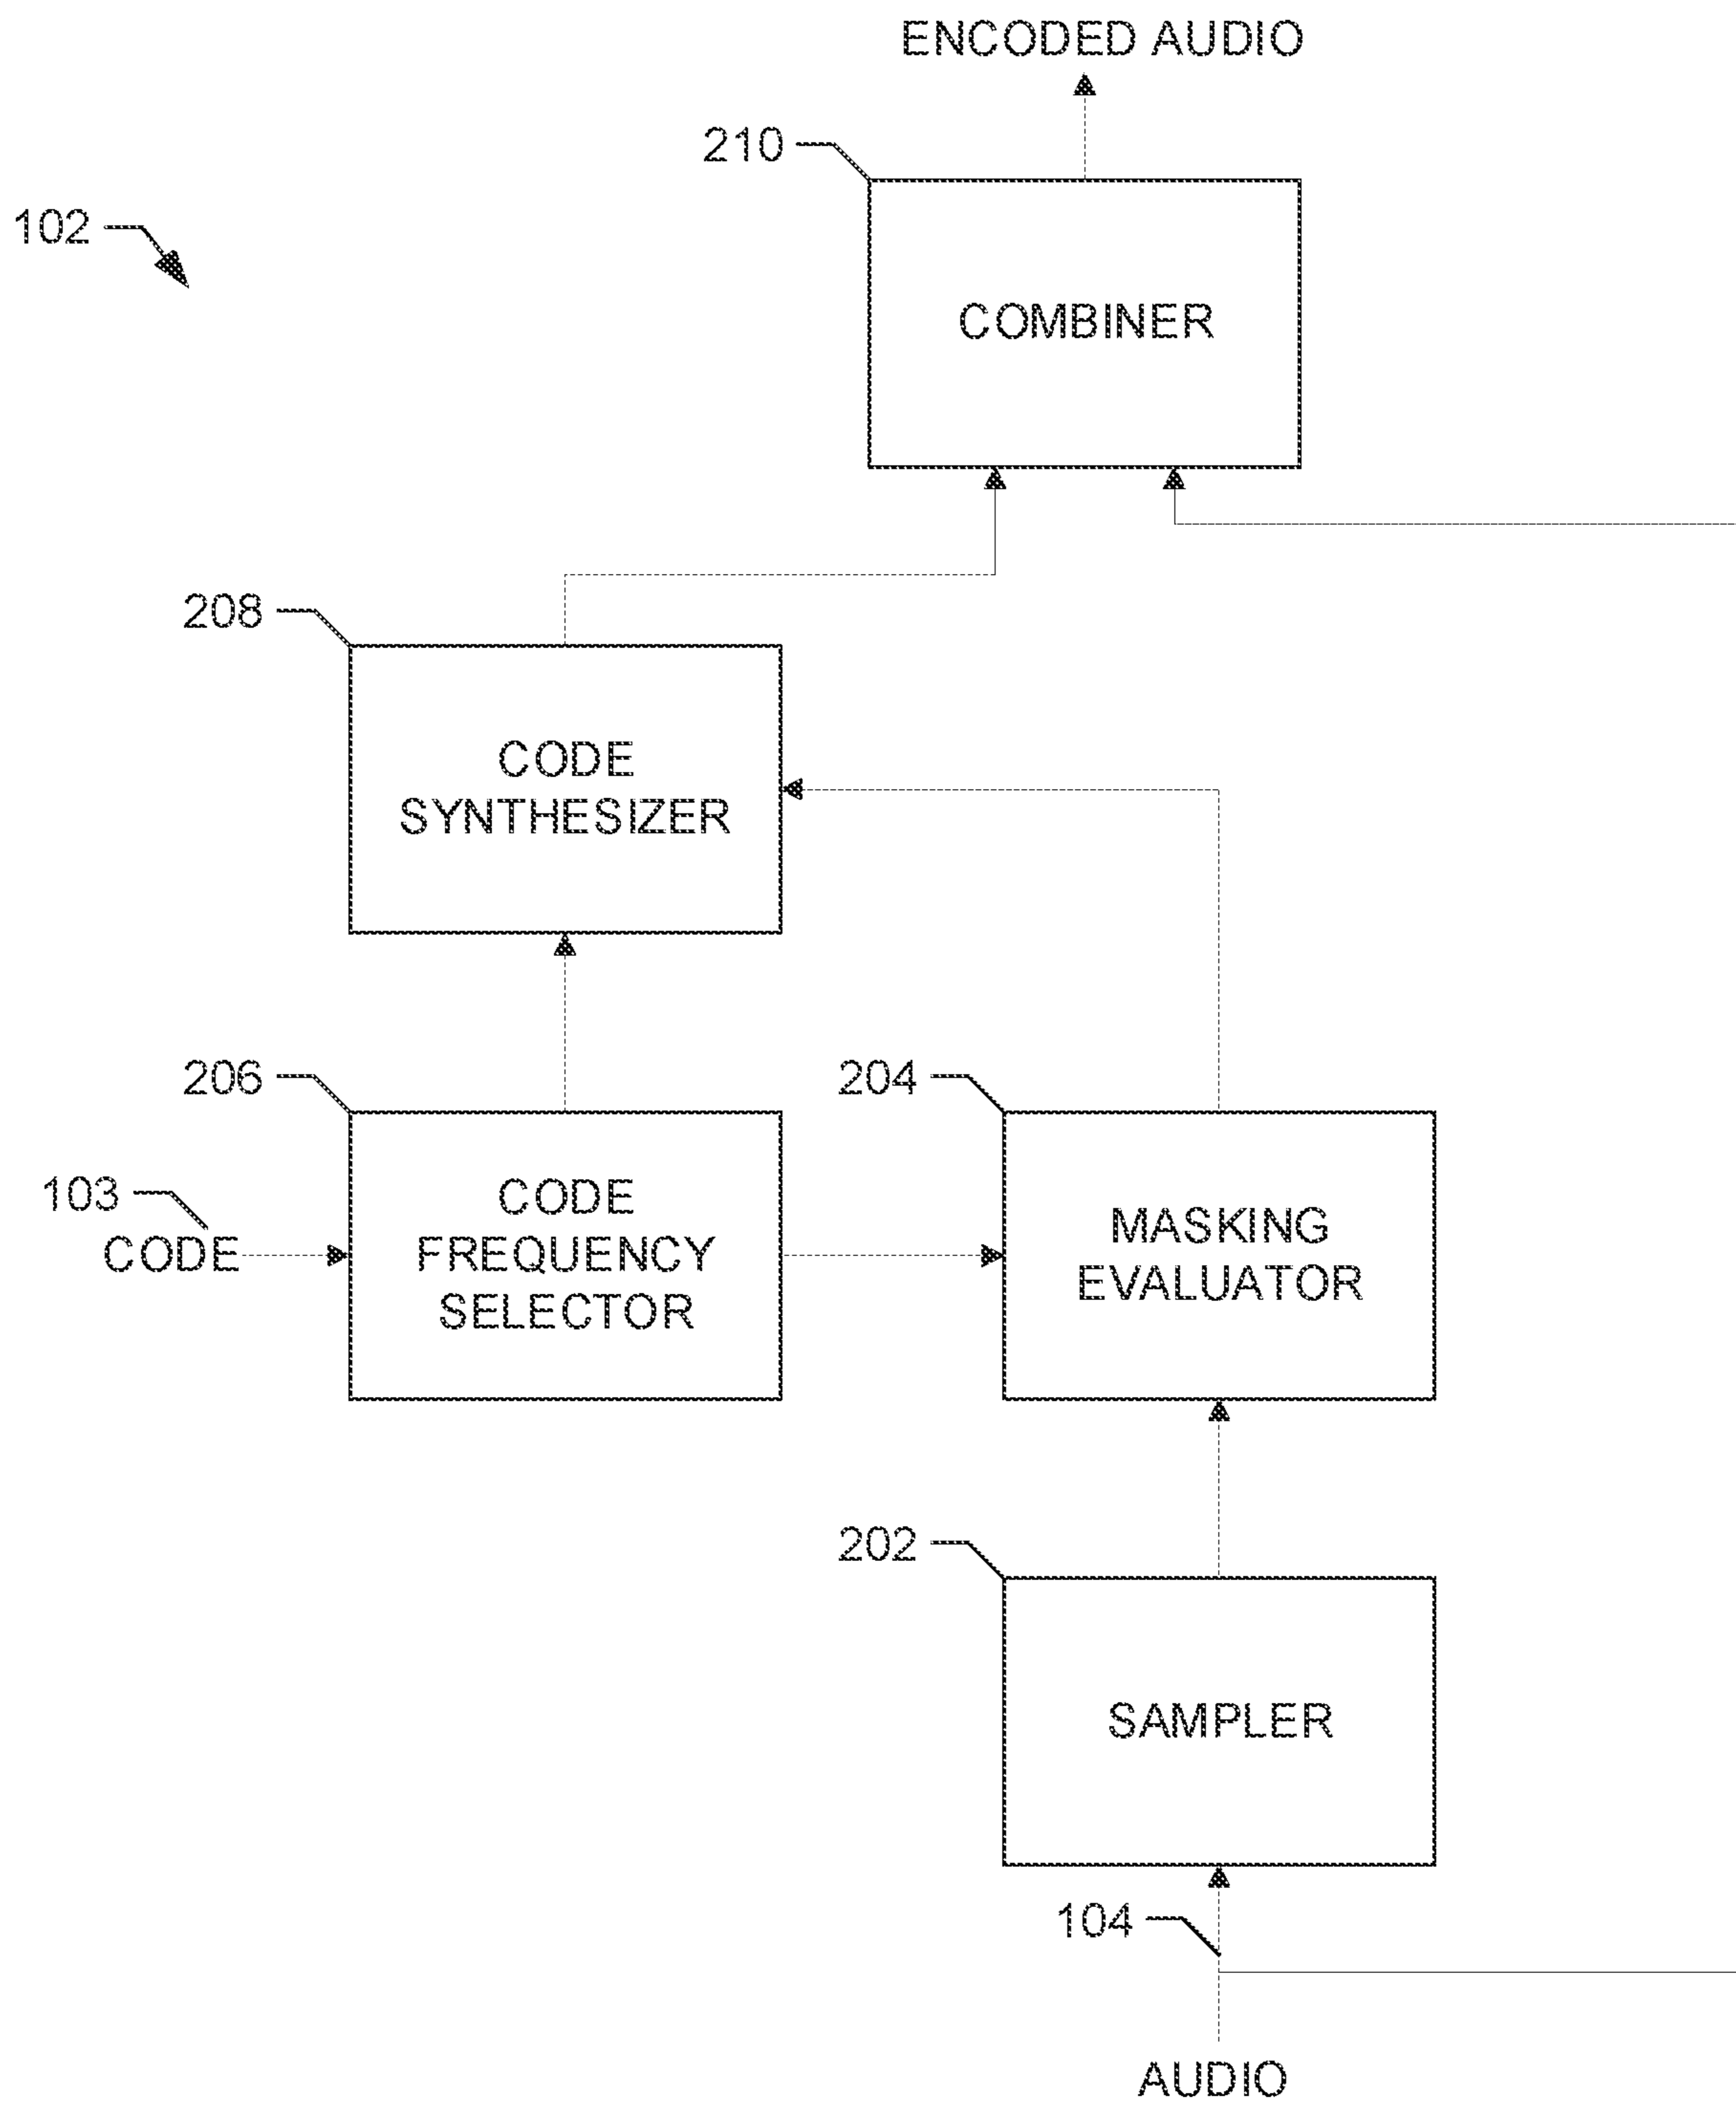 ENCODED AUDIO
210
102
COMBINER
208
CODE
SYNTHESIZER
206
204
103
CODE
CODE
FREQUENCY
SELECTOR
MASKING
EVALUATOR
202
SAMPLER
104
AUDIO